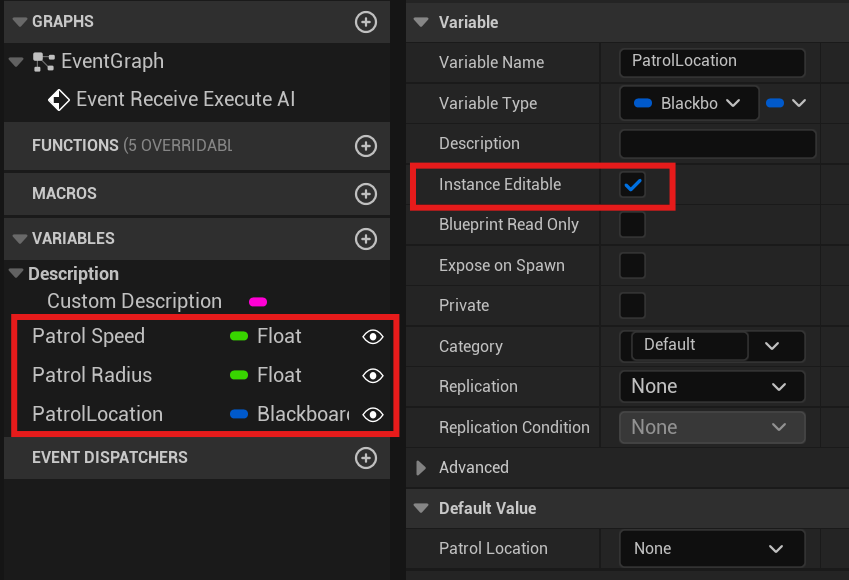 GRAPHS
EventGraph
Event Receive Execute AI
FUNCTIONS (5 OVERRIDABL
MACROS
VARIABLES
Description
Custom Description
Patrol Speed Float
Patrol Radius Float
PatrolLocation Blackboar
EVENT DISPATCHERS
Variable
Variable Name PatrolLocation
Variable Type Blackbo
Description
Instance Editable
Blueprint Read Only
Expose on Spawn
Private
Category Default
Replication None
Replication Condition None
Advanced
Default Value
Patrol Location None